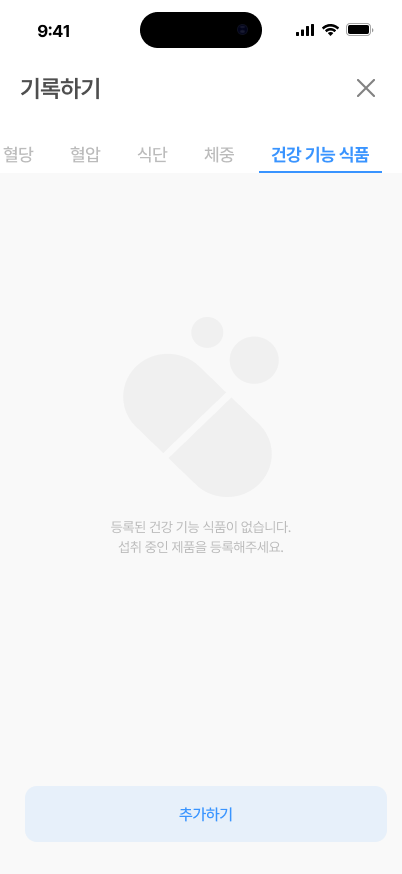 9:41
기록하기
혈당 혈압 식단 체중 건강 기능 식품
등록된 건강 기능 식품이 없습니다.
섭취 중인 제품을 등록해주세요.
추가하기